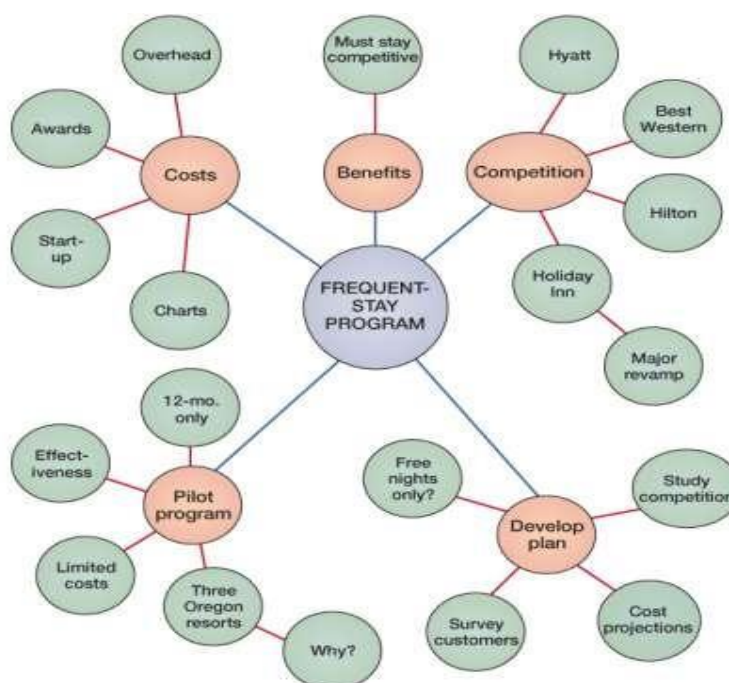 Overhead
Must stay
competitive
Hyatt
Awards
Best
Western
Costs
Benefits
Competition
Start-
up
Hilton
Charts
FREQUENT-
STAY
PROGRAM
Holiday
Inn
Major
revamp
12-mo.
only
Effect-
iveness
Pilot
program
Limited
costs
Three
Oregon
resorts
Why?
Free
nights
only?
Study
competition
Develop
plan
Survey
customers
Cost
projections